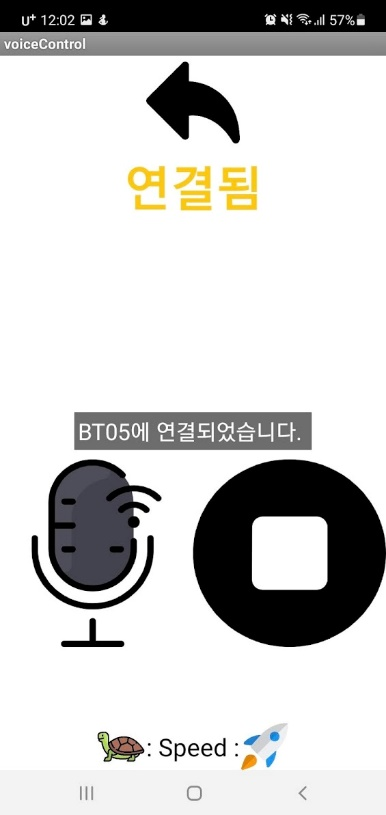 U+ 12:02 57%
voiceControl
연결됨
BT05에 연결되었습니다.
: Speed :